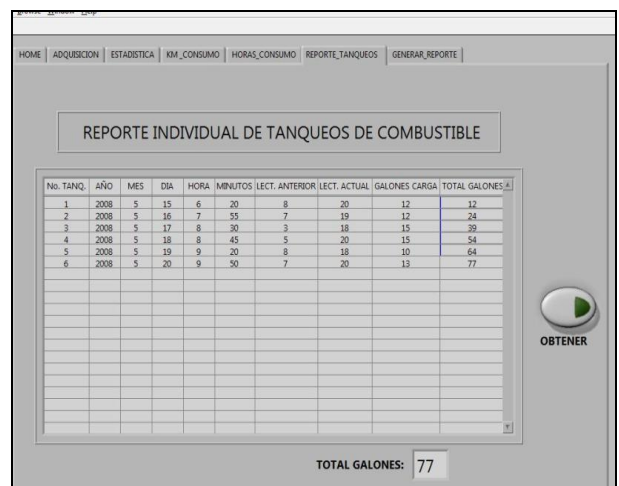 Browse Window Help
HOME ADQUISICION ESTADISTICA KM_CONSUMO HORAS_CONSUMO REPORTE_TANQUEOS GENERAR_REPORTE
REPORTE INDIVIDUAL DE TANQUEOS DE COMBUSTIBLE
No. TANQ. AÑO MES DIA HORA MINUTOS LECT. ANTERIOR LECT. ACTUAL GALONES CARGA TOTAL GALONES
1 2008 5 15 6 20 8 20 12 12
2 2008 5 16 7 55 7 19 12 24
3 2008 5 17 8 30 3 18 15 39
4 2008 5 18 8 45 5 20 15 54
5 2008 5 19 9 20 8 18 10 64
6 2008 5 20 9 50 7 20 13 77
OBTENER
TOTAL GALONES: 77